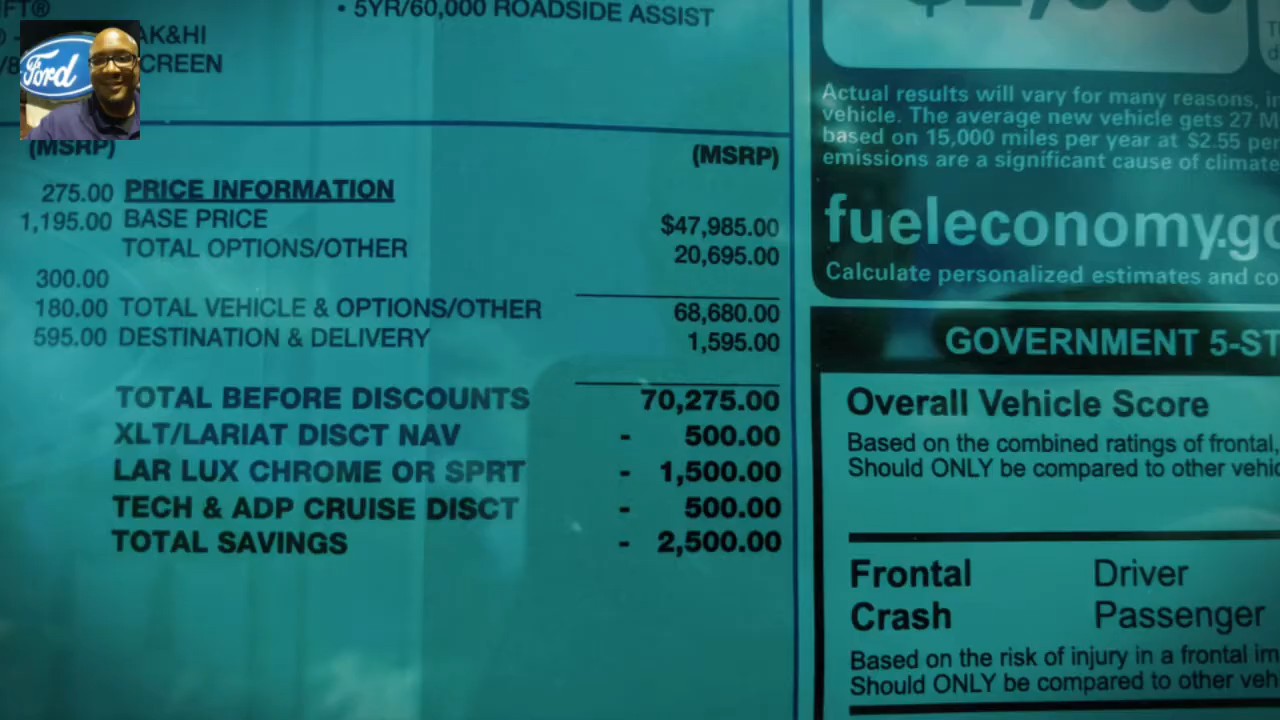 IFT®
• 5YR/60,000 ROADSIDE ASSIST
AK&HI
CREEN
Ford
(MSRP)
275.00
1,195.00
300.00
180.00
595.00
(MSRP)
PRICE INFORMATION
BASE PRICE $47,985.00
TOTAL OPTIONS/OTHER 20,695.00
TOTAL VEHICLE & OPTIONS/OTHER 68,680.00
DESTINATION & DELIVERY 1,595.00
TOTAL BEFORE DISCOUNTS 70,275.00
XLT/LARIAT DISCT NAV - 500.00
LAR LUX CHROME OR SPRT - 1,500.00
TECH & ADP CRUISE DISCT - 500.00
TOTAL SAVINGS - 2,500.00
Actual results will vary for many reasons, in
vehicle. The average new vehicle gets 27 M
based on 15,000 miles per year at $2.55 per
emissions are a significant cause of climate
fueleconomy.go
Calculate personalized estimates and co
GOVERNMENT 5-ST
Overall Vehicle Score
Based on the combined ratings of frontal,
Should ONLY be compared to other vehic
Frontal Driver
Crash Passenger
Based on the risk of injury in a frontal im
Should ONLY be compared to other veh